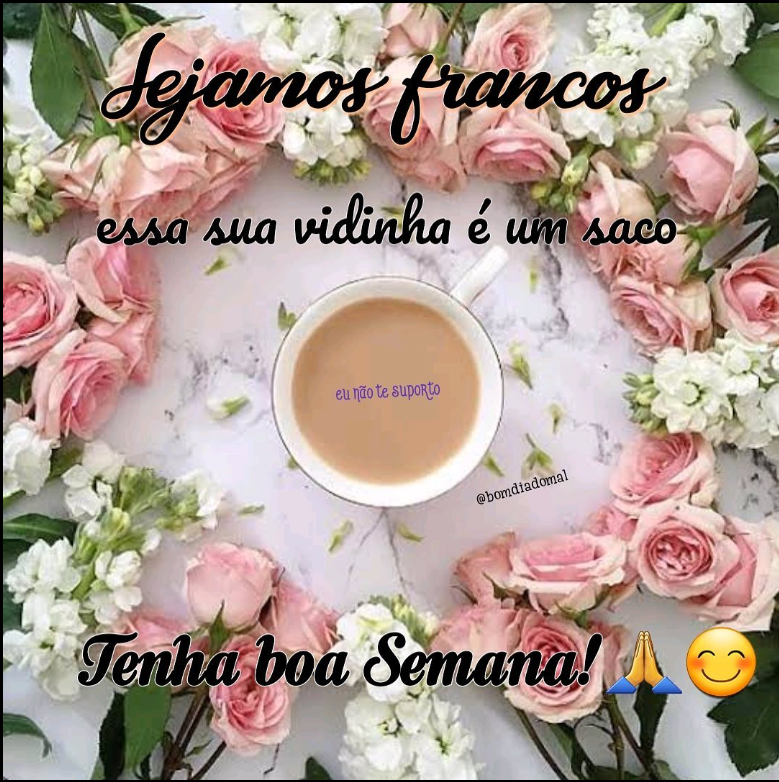 Sejamos francos
essa sua vidinha é um saco
eu não te suporto
@bomdiadomal
Tenha boa Semana! 🙏😊